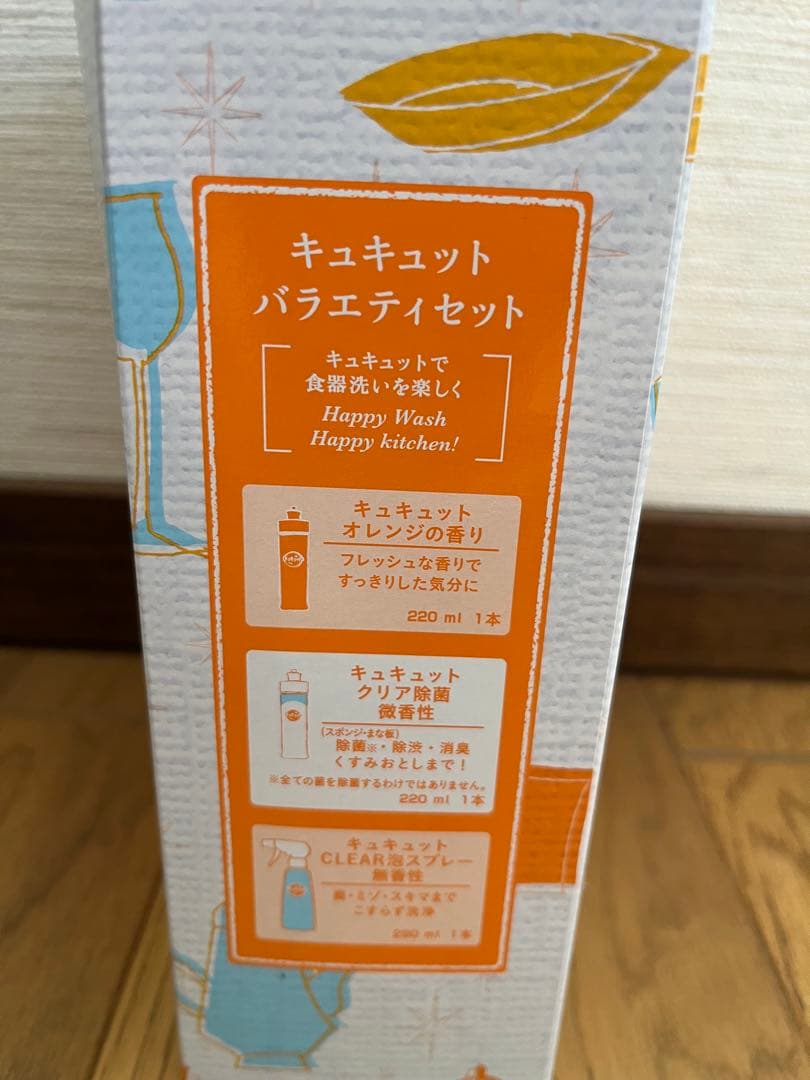 キュキュット
バラエティセット
キュキュットで
食器洗いを楽しく
Happy Wash
Happy kitchen!
キュキュット
オレンジの香り
フレッシュな香りで
すっきりした気分に
220 ml 1本
キュキュット
クリア除菌
微香性
(スポンジ・まな板)
除菌※・除渋・消臭
くすみおとしまで!
※全ての菌を除菌するわけではありません。
220 ml 1本
キュキュット
CLEAR泡スプレー
無香性
・ミゾ・スキマまで
こすらず洗浄
ml 1本